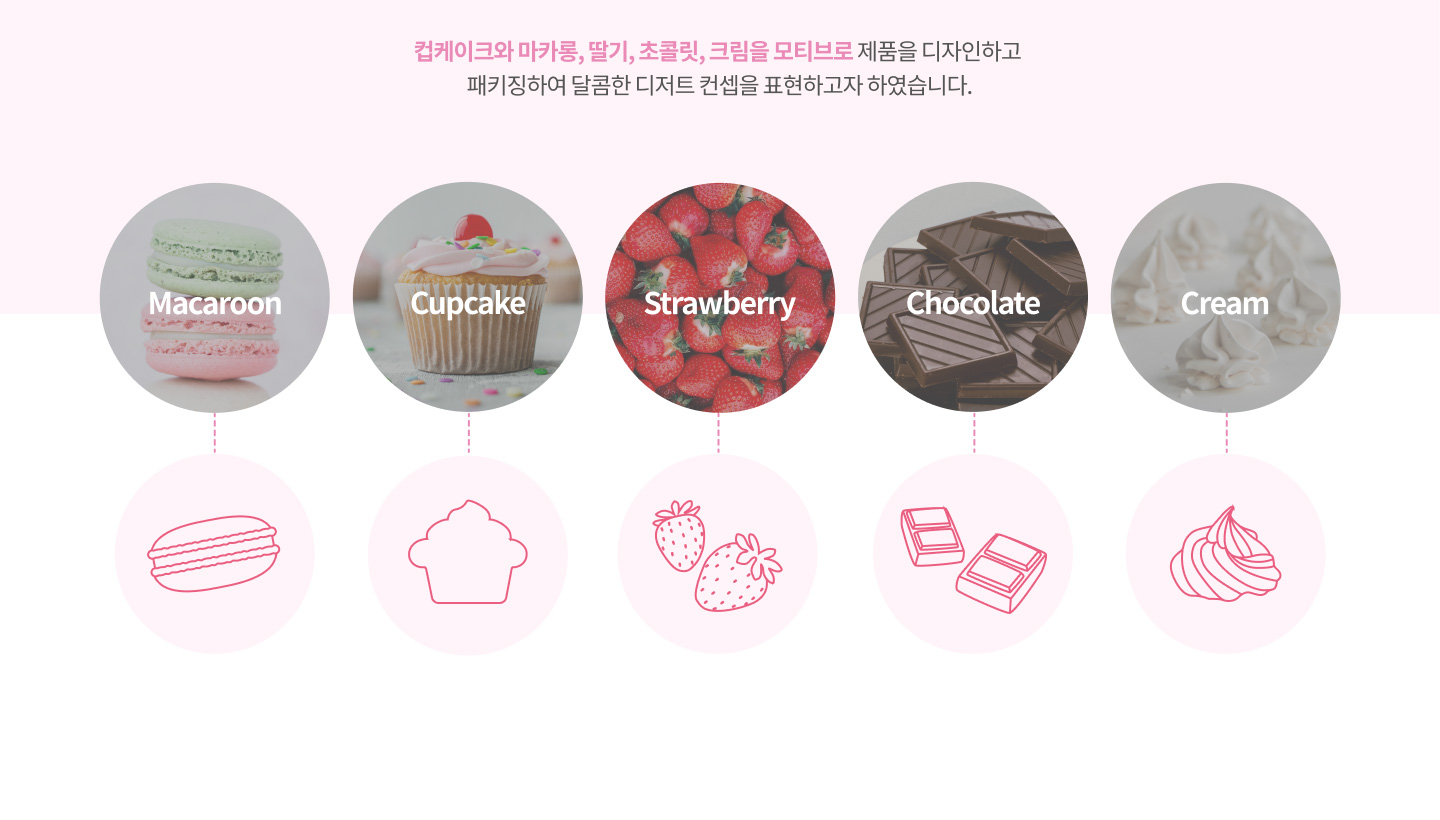 컵케이크와 마카롱, 딸기, 초콜릿, 크림을 모티브로 제품을 디자인하고
패키징하여 달콤한 디저트 컨셉을 표현하고자 하였습니다.
Macaroon
Cupcake
Strawberry
Chocolate
Cream